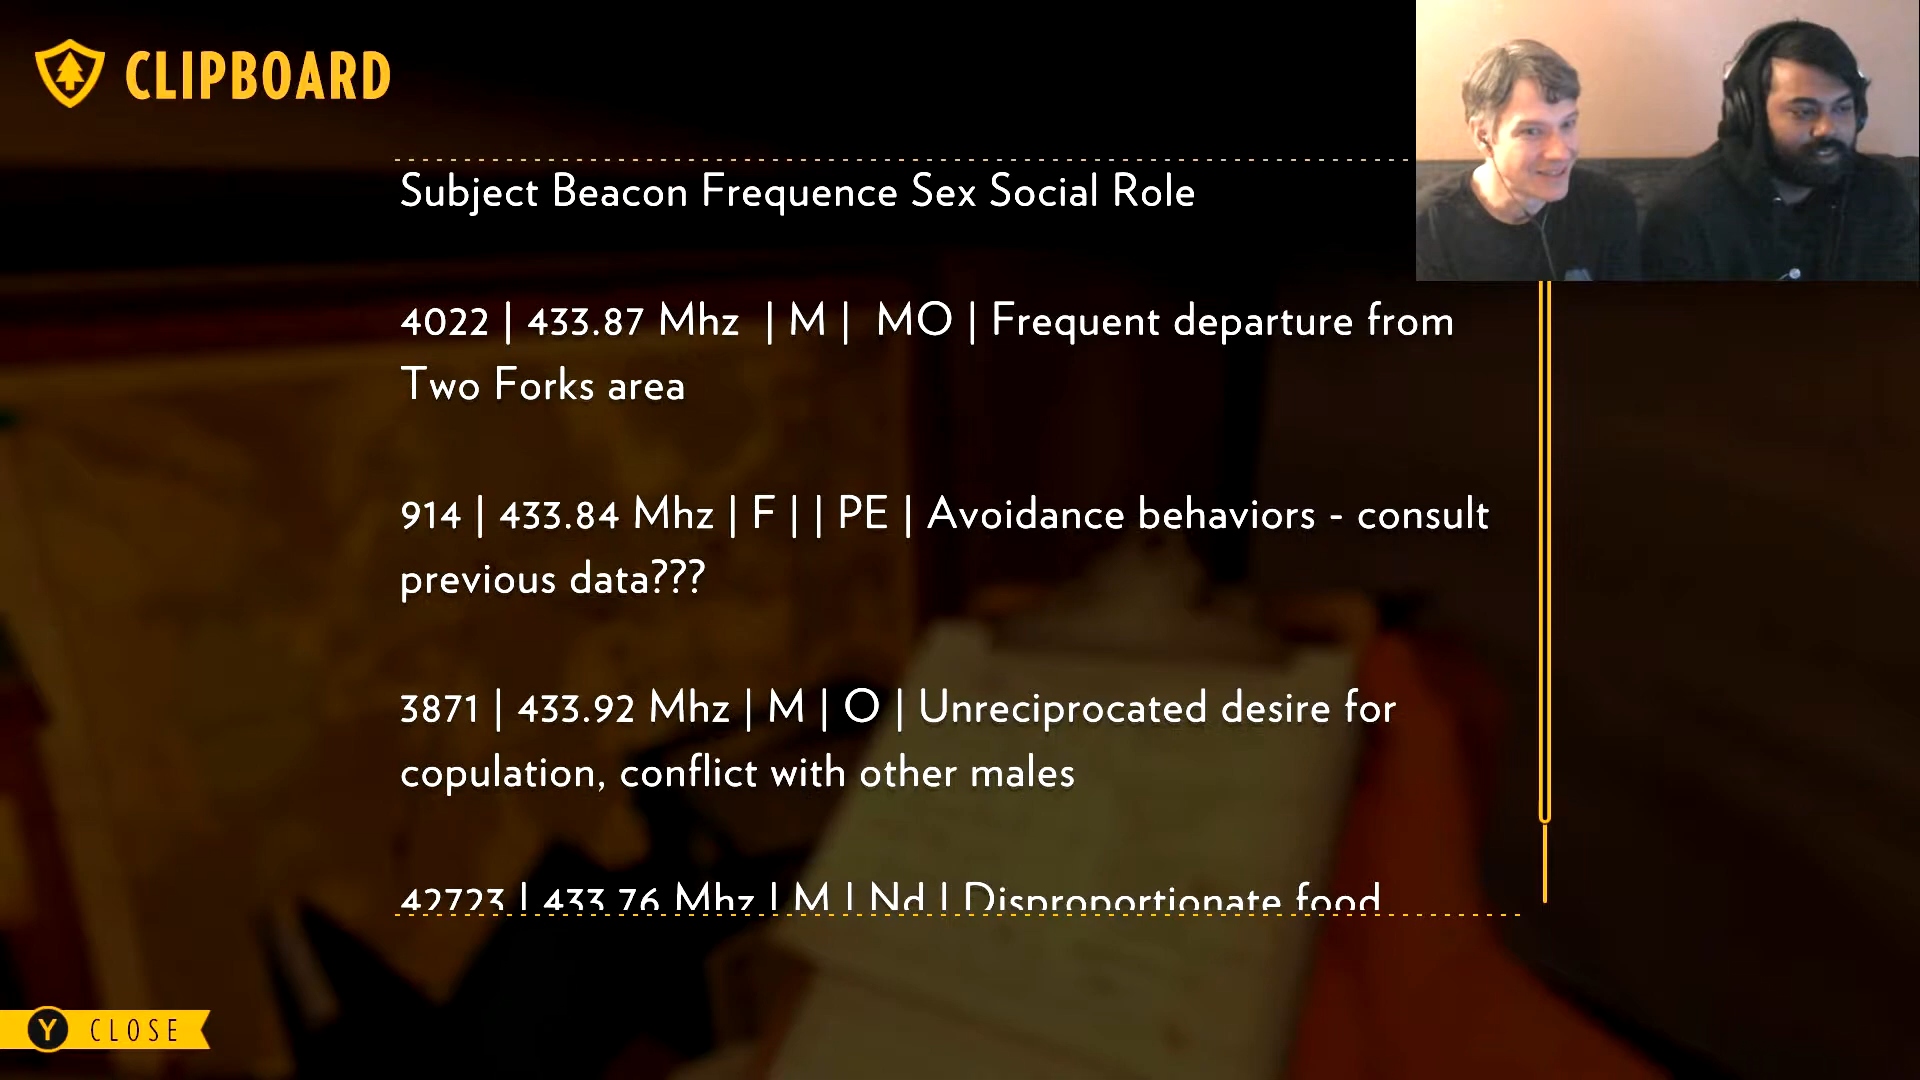 CLIPBOARD
Subject Beacon Frequence Sex Social Role
4022 | 433.87 Mhz | M | MO | Frequent departure from
Two Forks area
914 | 433.84 Mhz | F | | PE | Avoidance behaviors - consult
previous data???
3871 | 433.92 Mhz | M | O | Unreciprocated desire for
copulation, conflict with other males
42723 | 433.76 Mhz | M | Nd | Disproportionate food
Y CLOSE